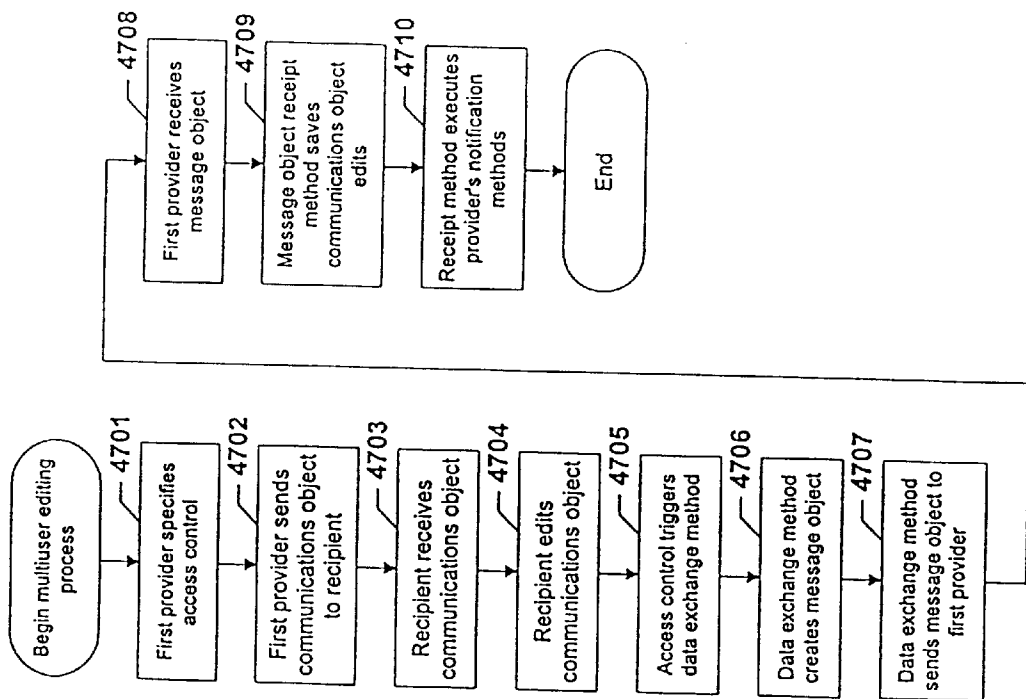 Begin multiuser editing
process
4701
First provider specifies
access control
4702
First provider sends
communications object
to recipient
4703
Recipient receives
communications object
4704
Recipient edits
communications object
4705
Access control triggers
data exchange method
4706
Data exchange method
creates message object
4707
Data exchange method
sends message object to
first provider
4708
First provider receives
message object
4709
Message object receipt
method saves
communications object
edits
4710
Receipt method executes
provider's notification
methods
End